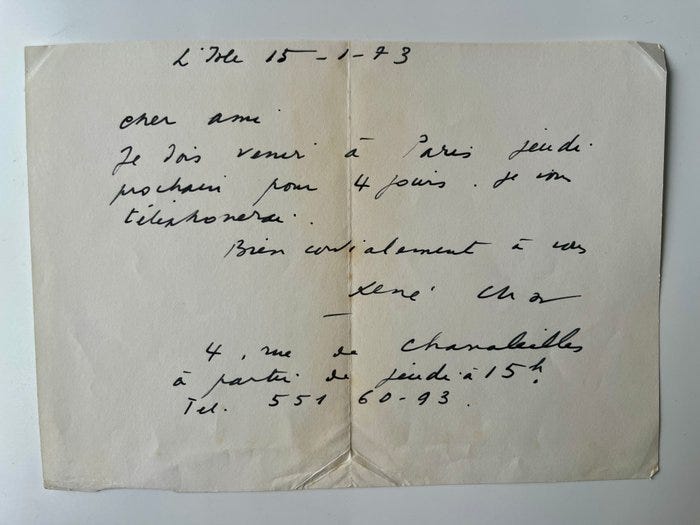 L'Isle 15-1-73
cher ami
Je dois venir à Paris jeudi
prochain pour 4 jours. Je vous
téléphonerai.
Bien cordialement à vous
René Char
4, rue de Chanaleilles
à partir de jeudi à 15h.
Tel. 551 60-93.